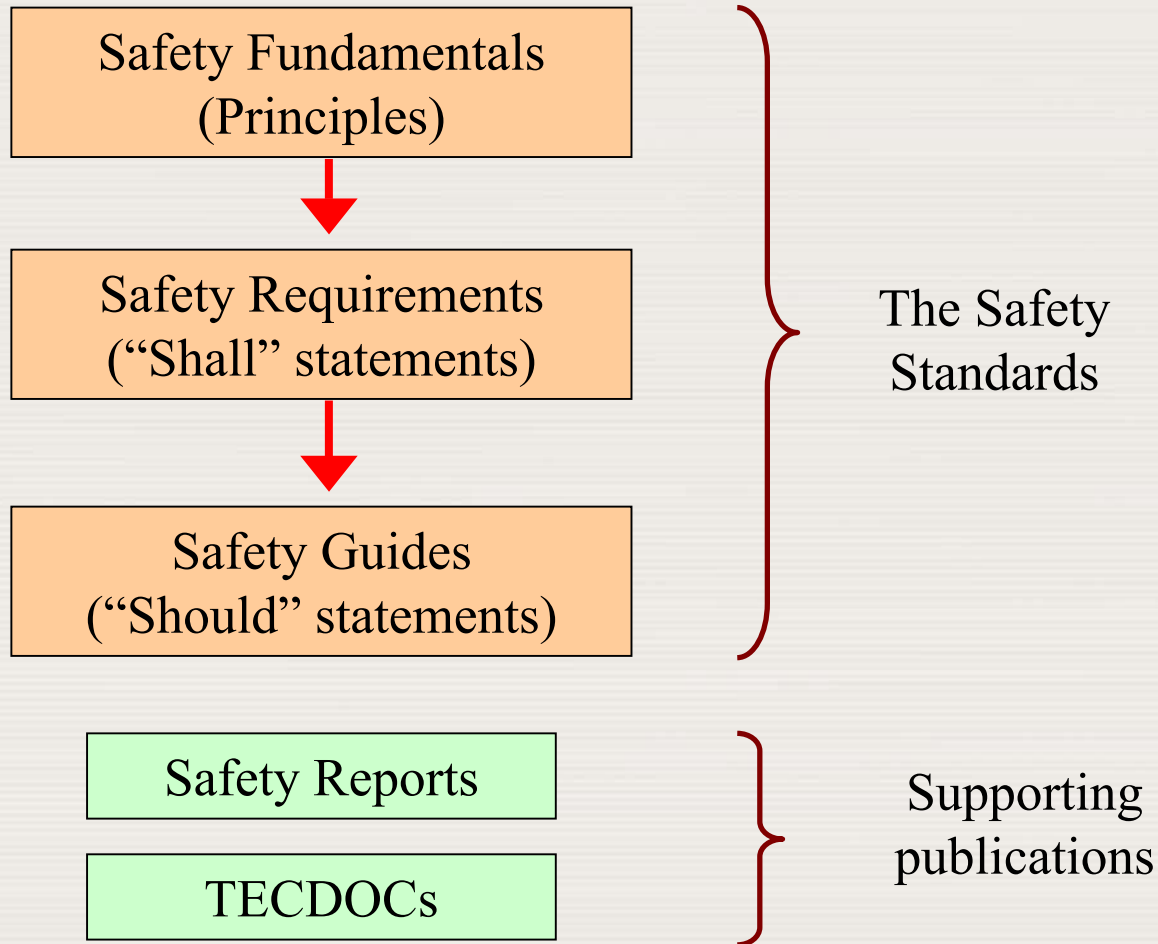 Safety Fundamentals
(Principles)
Safety Requirements
(“Shall” statements)
Safety Guides
(“Should” statements)
The Safety
Standards
Safety Reports
TECDOCs
Supporting
publications